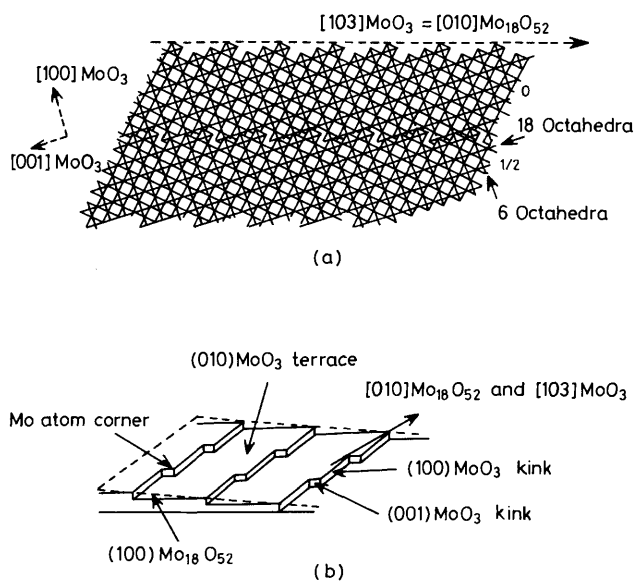 [103]MoO3 = [010]Mo18O52
[100] MoO3
[001] MoO3
0
18 Octahedra
1/2
6 Octahedra
(a)
(010)MoO3 terrace
[010]Mo18O52 and [103]MoO3
Mo atom corner
(100)MoO3 kink
(001)MoO3 kink
(100)Mo18O52
(b)